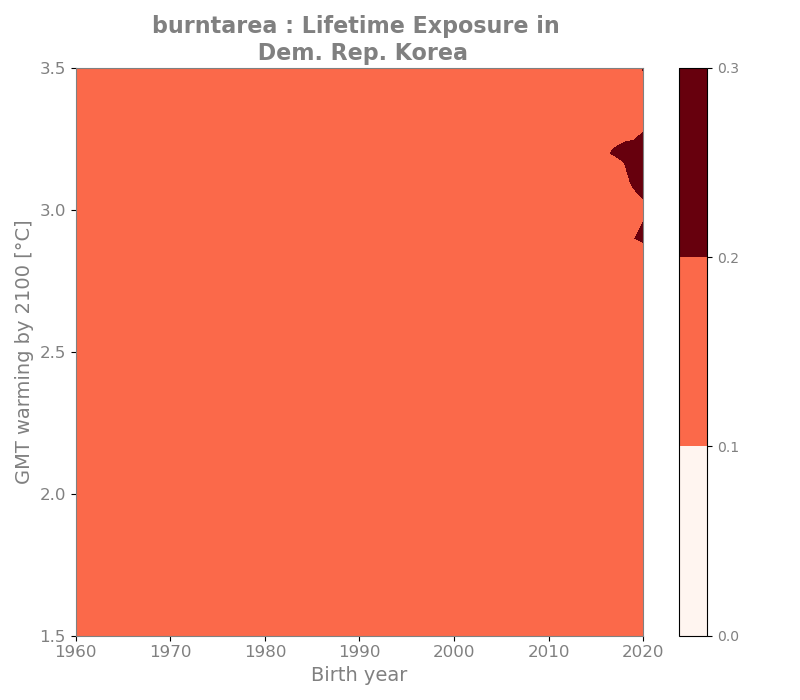 burntarea : Lifetime Exposure in
Dem. Rep. Korea
3.5
3.0
2.5
2.0
1.5
GMT warming by 2100 [°C]
1960 1970 1980 1990 2000 2010 2020
Birth year
0.3
0.2
0.1
0.0